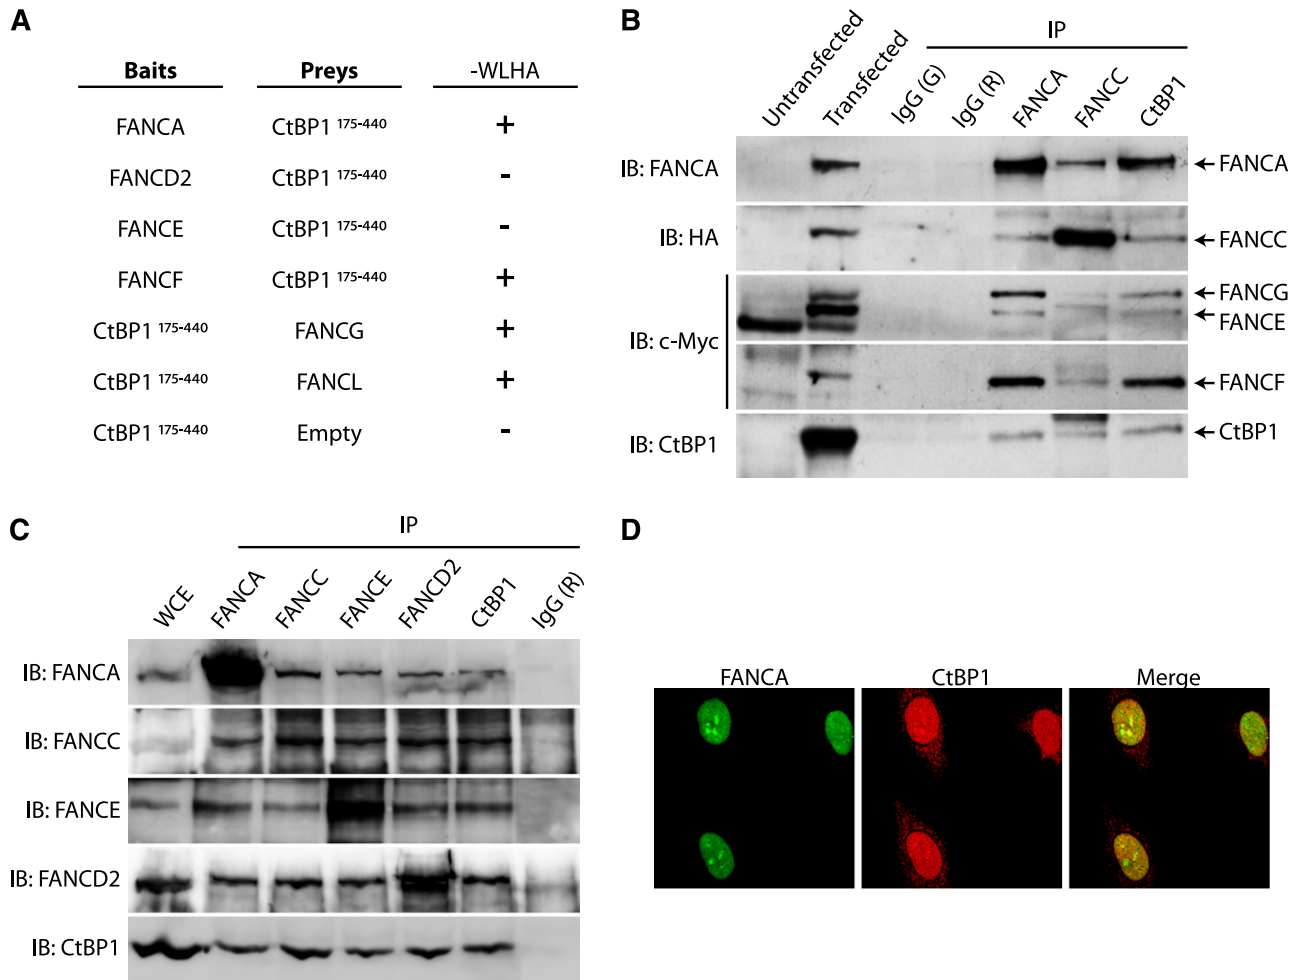 A
Baits Preys -WLHA
FANCA CtBP1 175-440 +
FANCD2 CtBP1 175-440 -
FANCE CtBP1 175-440 -
FANCF CtBP1 175-440 +
CtBP1 175-440 FANCG +
CtBP1 175-440 FANCL +
CtBP1 175-440 Empty -
B
IP
Untransfected Transfected IgG (G) IgG (R) FANCA FANCC CtBP1
IB: FANCA ←FANCA
IB: HA ←FANCC
IB: c-Myc
←FANCG
←FANCE
←FANCF
IB: CtBP1 ←CtBP1
C
IP
WCE FANCA FANCC FANCE FANCD2 CtBP1 IgG (R)
IB: FANCA
IB: FANCC
IB: FANCE
IB: FANCD2
IB: CtBP1
D
FANCA CtBP1 Merge